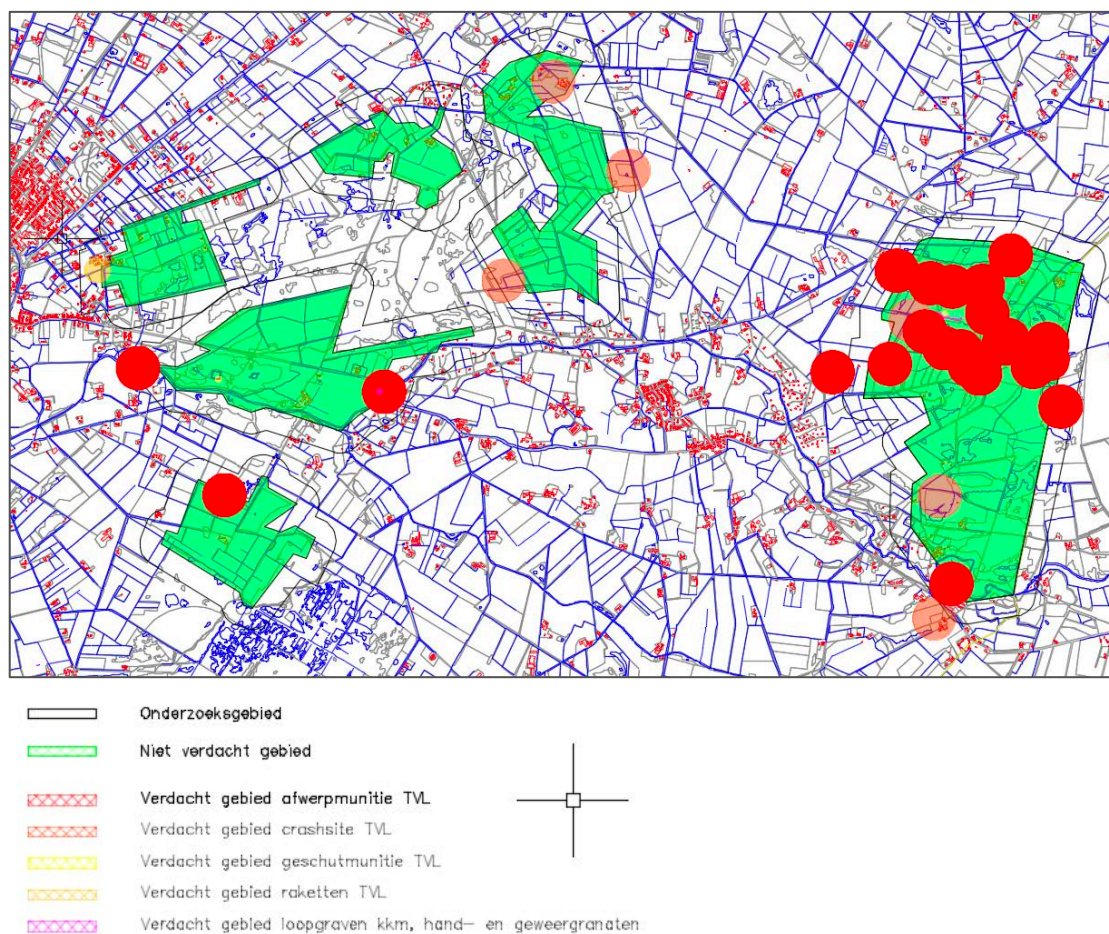 Onderzoeksgebied
Niet verdacht gebied
Verdacht gebied afwerpmunitie TVL
Verdacht gebied crashsite TVL
Verdacht gebied geschutmunitie TVL
Verdacht gebied raketten TVL
Verdacht gebied loopgraven kkm, hand- en geweergranaten